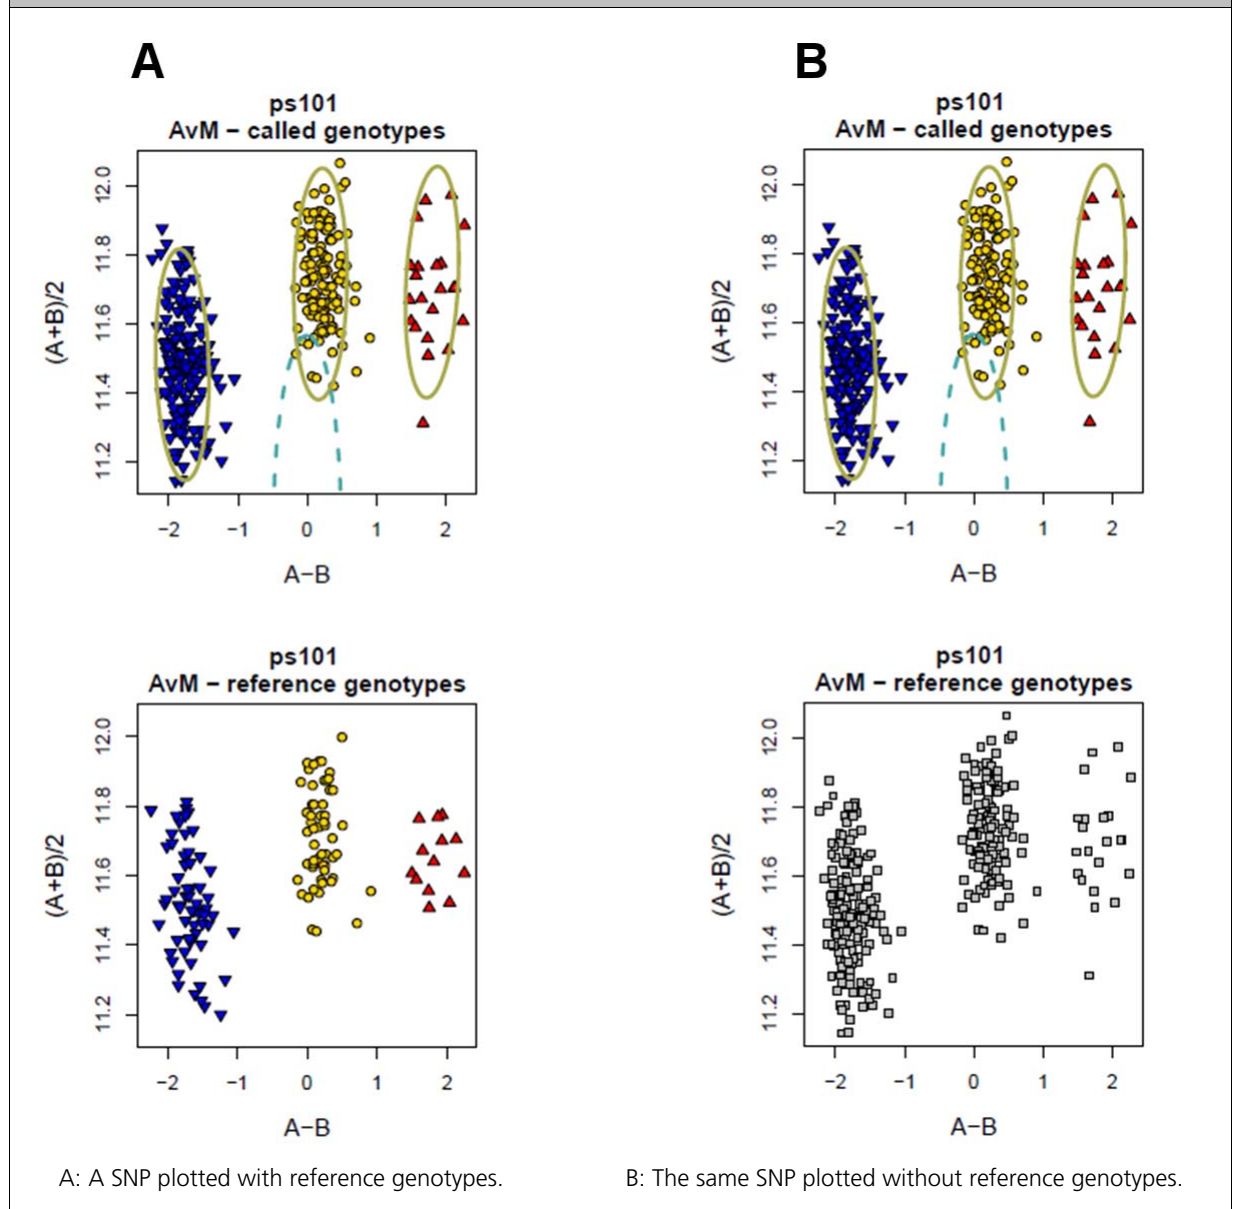 A
ps101
AvM − called genotypes
12.0
11.8
11.6
11.4
11.2
(A+B)/2
−2 −1 0 1 2
A−B
B
ps101
AvM − called genotypes
12.0
11.8
11.6
11.4
11.2
(A+B)/2
−2 −1 0 1 2
A−B
ps101
AvM − reference genotypes
12.0
11.8
11.6
11.4
11.2
(A+B)/2
−2 −1 0 1 2
A−B
ps101
AvM − reference genotypes
12.0
11.8
11.6
11.4
11.2
(A+B)/2
−2 −1 0 1 2
A−B
A: A SNP plotted with reference genotypes.
B: The same SNP plotted without reference genotypes.